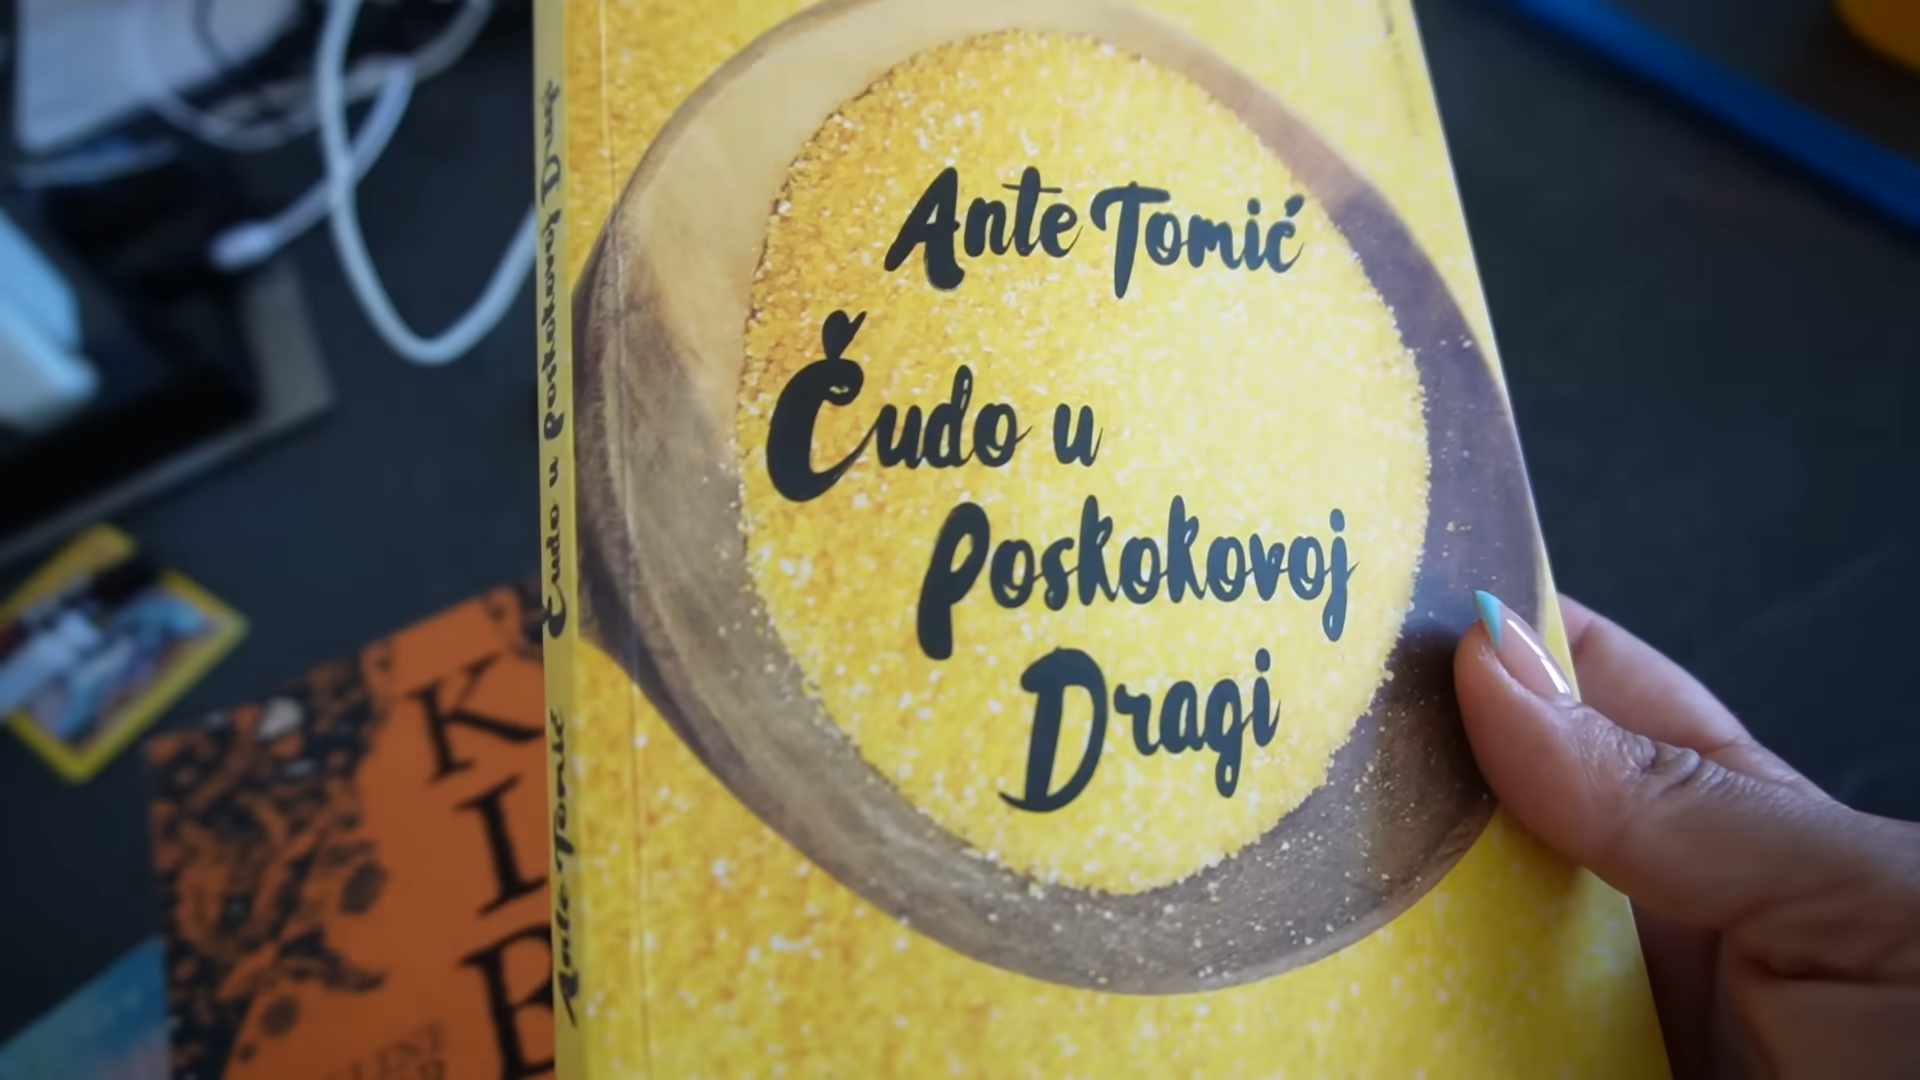 Ante Tomić
Čudo u
Poskokovoj
Dragi
Ante Tomić Čudo u Poskokovoj Dragi
K
I
B